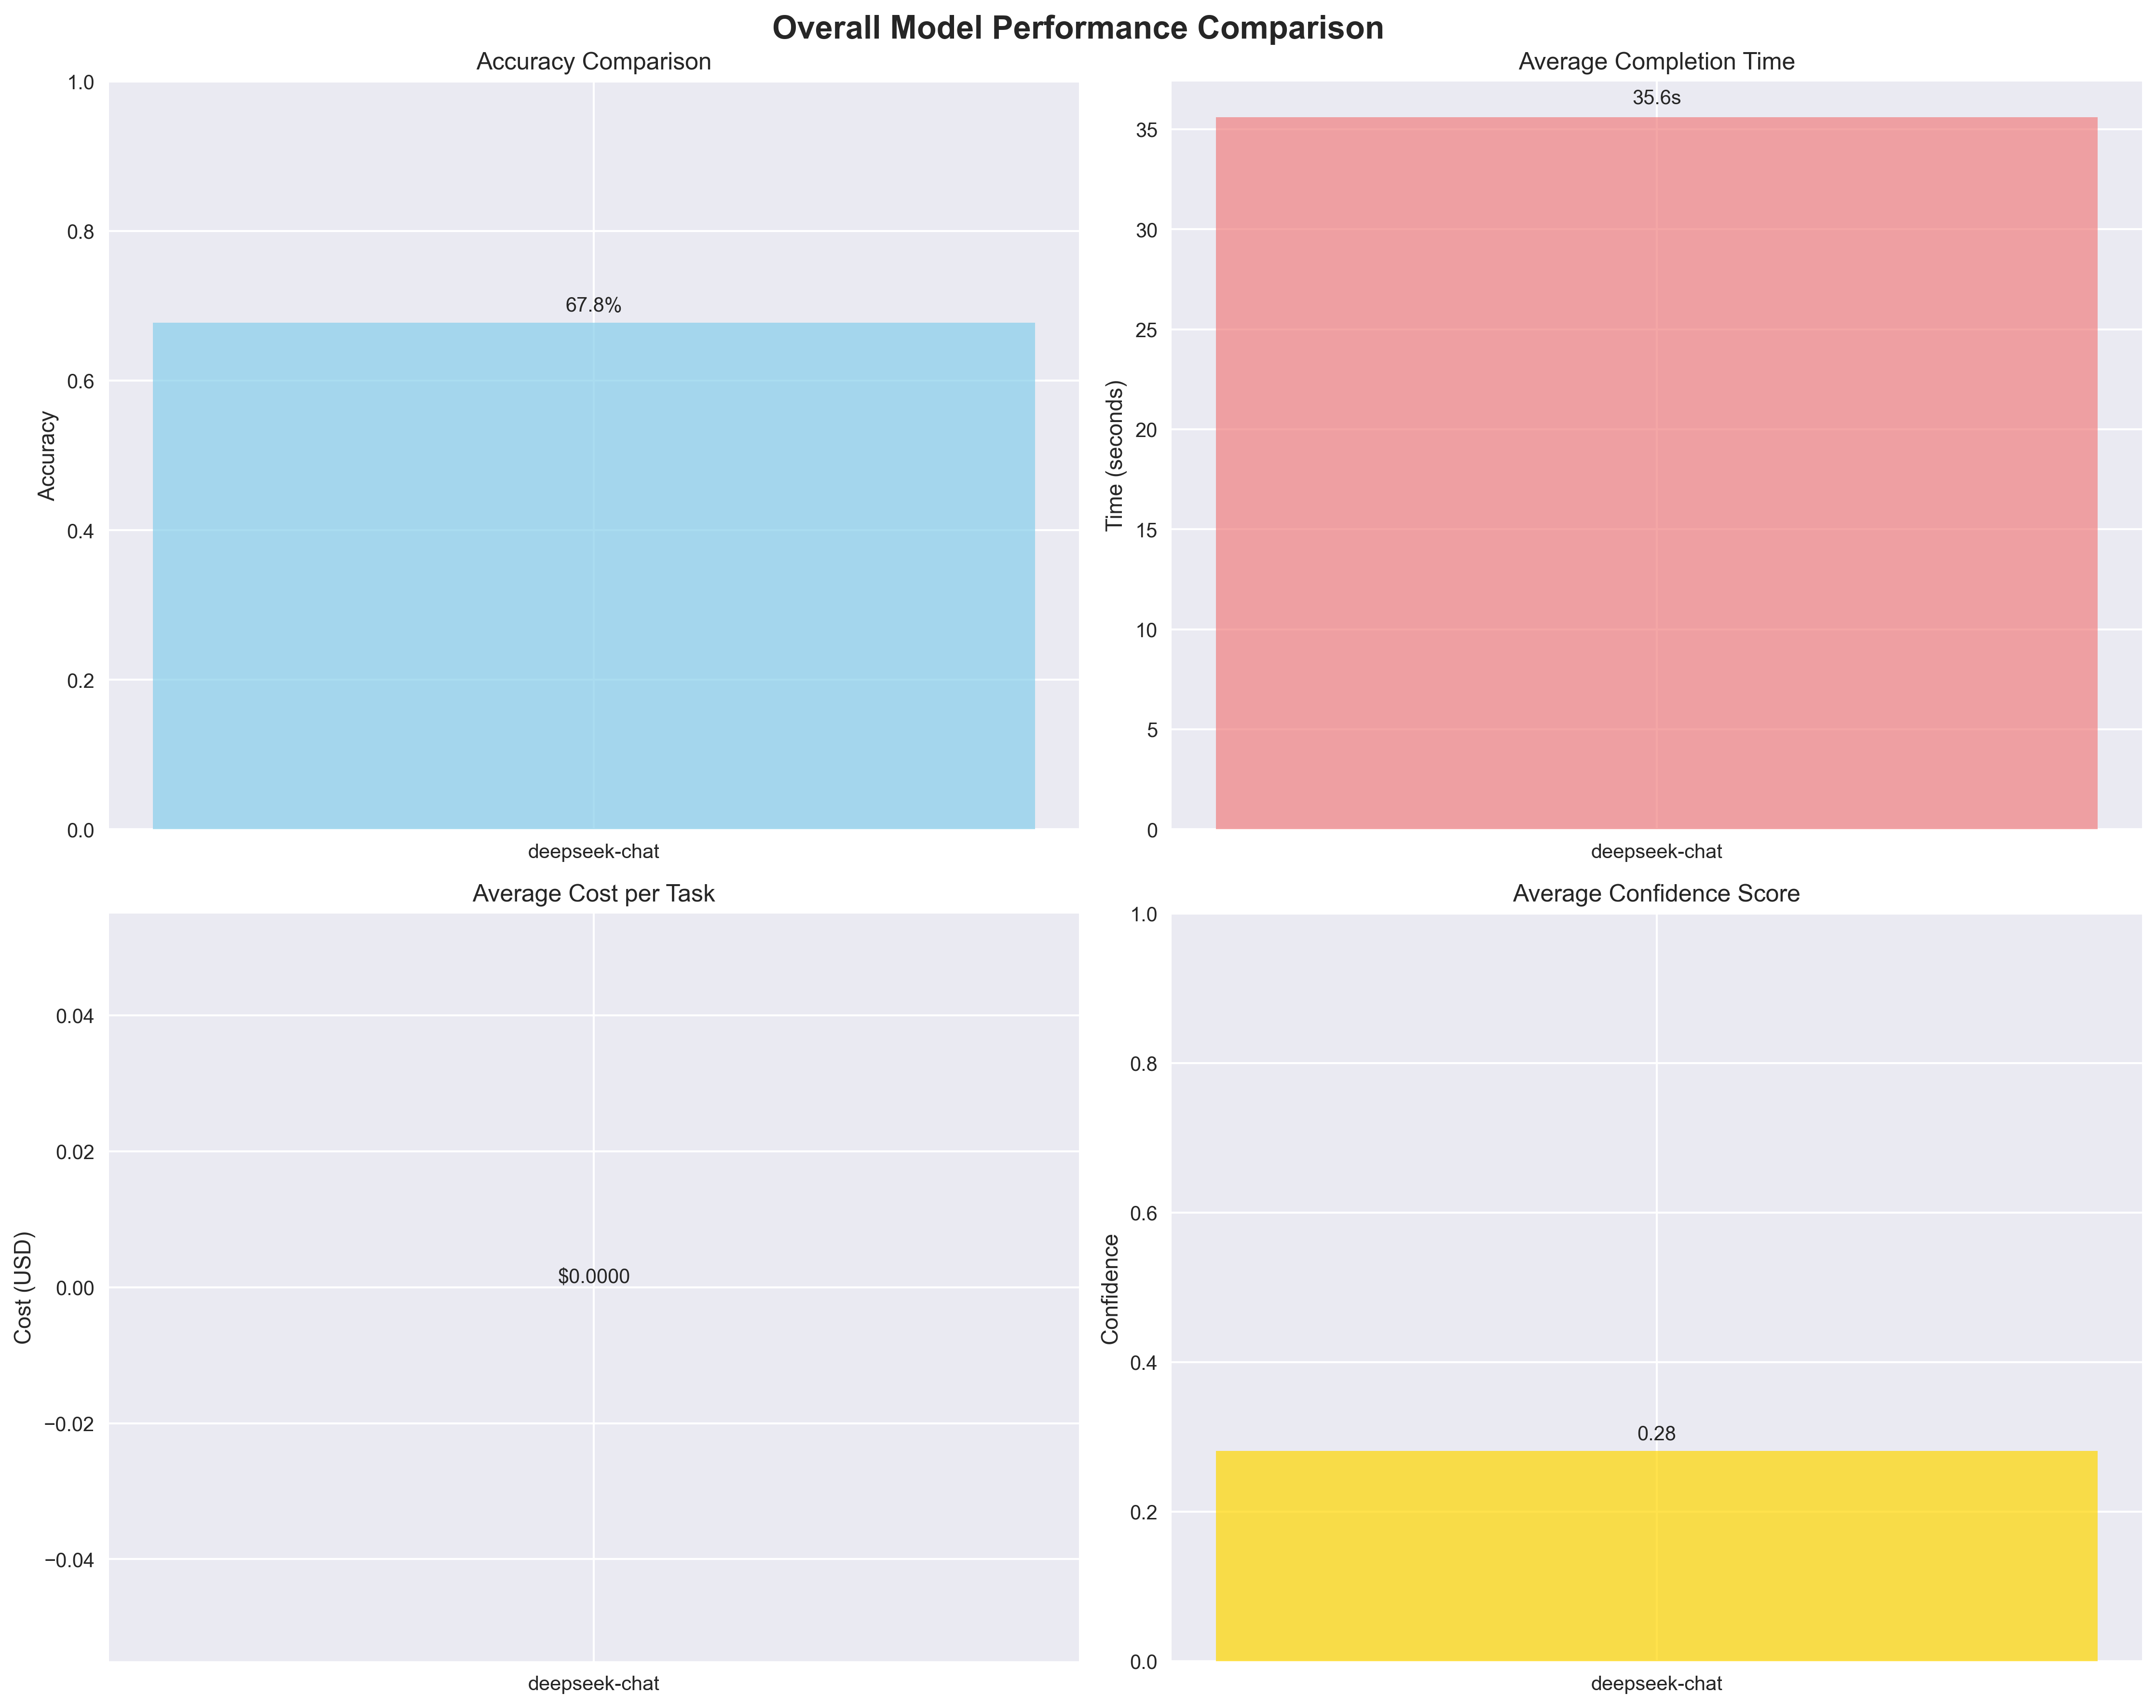 Overall Model Performance Comparison
Accuracy Comparison
1.0
0.8
0.6
0.4
0.2
0.0
Accuracy
67.8%
deepseek-chat
Average Completion Time
35
30
25
20
15
10
5
0
Time (seconds)
35.6s
deepseek-chat
Average Cost per Task
0.04
0.02
0.00
−0.02
−0.04
Cost (USD)
$0.0000
deepseek-chat
Average Confidence Score
1.0
0.8
0.6
0.4
0.2
0.0
Confidence
0.28
deepseek-chat